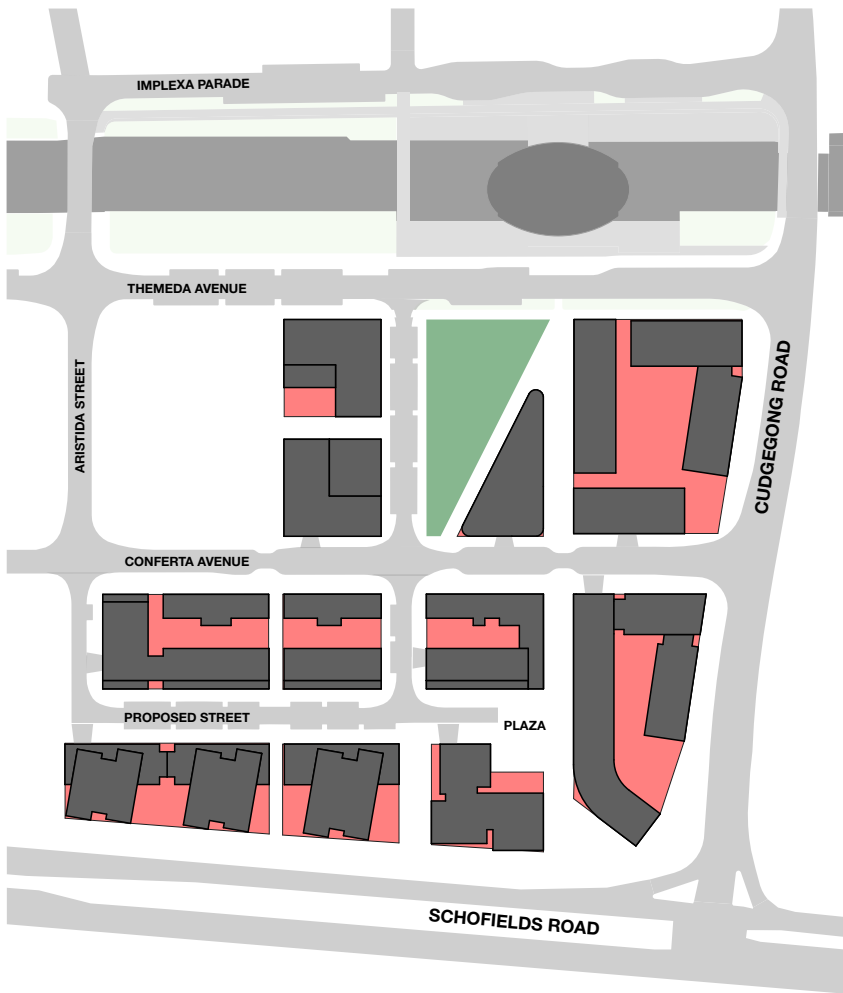 IMPLEXA PARADE
THEMEDA AVENUE
ARISTIDA STREET
CUDGEGONG ROAD
CONFERTA AVENUE
PROPOSED STREET
PLAZA
SCHOFIELDS ROAD